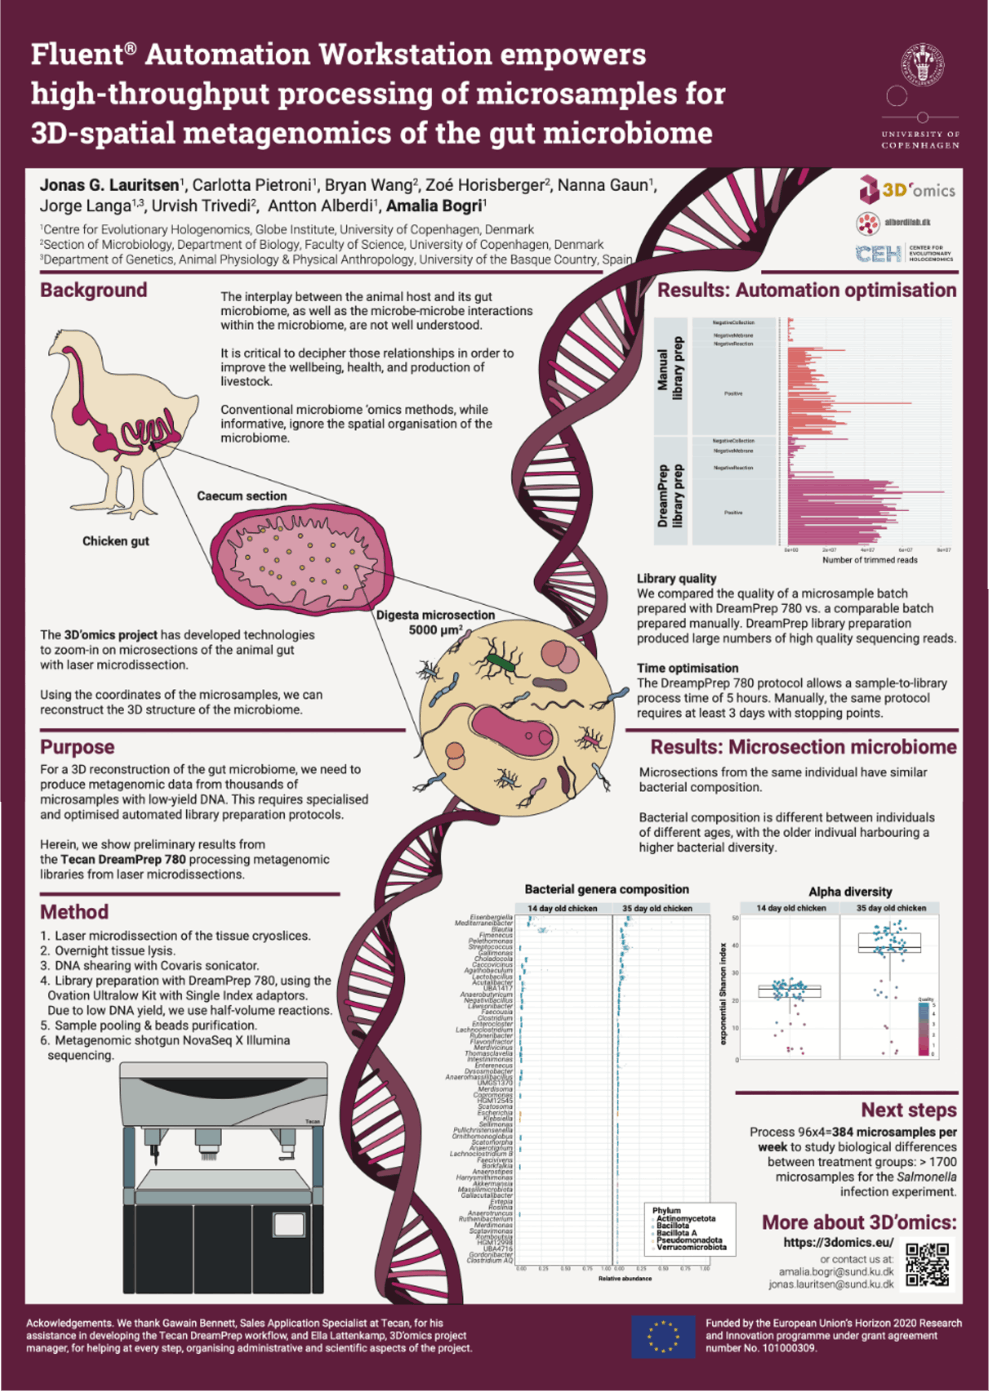 Fluent® Automation Workstation empowers
high-throughput processing of microsamples for
3D-spatial metagenomics of the gut microbiome
UNIVERSITY OF
COPENHAGEN
Jonas G. Lauritsen¹, Carlotta Pietroni¹, Bryan Wang², Zoé Horisberger², Nanna Gaun¹,
Jorge Langa¹,³, Urvish Trivedi², Antton Alberdi¹, Amalia Bogri¹
¹Centre for Evolutionary Hologenomics, Globe Institute, University of Copenhagen, Denmark
²Section of Microbiology, Department of Biology, Faculty of Science, University of Copenhagen, Denmark
³Department of Genetics, Animal Physiology & Physical Anthropology, University of the Basque Country, Spain
3D'omics
alberdilab.dk
CEH
CENTER FOR
EVOLUTIONARY
HOLOGENOMICS
Background
The interplay between the animal host and its gut
microbiome, as well as the microbe-microbe interactions
within the microbiome, are not well understood.
It is critical to decipher those relationships in order to
improve the wellbeing, health, and production of
livestock.
Conventional microbiome 'omics methods, while
informative, ignore the spatial organisation of the
microbiome.
Caecum section
Chicken gut
Digesta microsection
5000 µm²
The 3D'omics project has developed technologies
to zoom-in on microsections of the animal gut
with laser microdissection.
Using the coordinates of the microsamples, we can
reconstruct the 3D structure of the microbiome.
Purpose
For a 3D reconstruction of the gut microbiome, we need to
produce metagenomic data from thousands of
microsamples with low-yield DNA. This requires specialised
and optimised automated library preparation protocols.
Herein, we show preliminary results from
the Tecan DreamPrep 780 processing metagenomic
libraries from laser microdissections.
Method
1. Laser microdissection of the tissue cryoslices.
2. Overnight tissue lysis.
3. DNA shearing with Covaris sonicator.
4. Library preparation with DreamPrep 780, using the
Ovation Ultralow Kit with Single Index adaptors.
Due to low DNA yield, we use half-volume reactions.
5. Sample pooling & beads purification.
6. Metagenomic shotgun NovaSeq X Illumina
sequencing.
Tecan
Results: Automation optimisation
Manual
library prep
NegativeCollection
NegativeMembrane
NegativeReaction
Positive
DreamPrep
library prep
NegativeCollection
NegativeMembrane
NegativeReaction
Positive
0e+00 2e+07 4e+07 6e+07 8e+07
Number of trimmed reads
Library quality
We compared the quality of a microsample batch
prepared with DreamPrep 780 vs. a comparable batch
prepared manually. DreamPrep library preparation
produced large numbers of high quality sequencing reads.
Time optimisation
The DreampPrep 780 protocol allows a sample-to-library
process time of 5 hours. Manually, the same protocol
requires at least 3 days with stopping points.
Results: Microsection microbiome
Microsections from the same individual have similar
bacterial composition.
Bacterial composition is different between individuals
of different ages, with the older indivual harbouring a
higher bacterial diversity.
Bacterial genera composition
14 day old chicken 35 day old chicken
Eisenbergiella
Mediterraneibacter
Blautia
Fimenecus
Pelethomonas
Streptococcus
Gallimonas
Choladocola
Caccovicinus
Agathobaculum
Lactobacillus
Acutalibacter
UBA1417
Anaerobutyricum
Negativibacillus
Lawsonibacter
Faecousia
Clostridium
Enterocloster
Lachnoclostridium
Rubneribacter
Flavonifractor
Merdivicinus
Thomasclavelia
Intestinimonas
Enterenecus
Dysosmobacter
Anaeromassilibacillus
UMGS1370
Merdisoma
Copromonas
HGM12545
Scatosoma
Escherichia
Klebsiella
Sellimonas
Pullichristensenella
Ornithomonoglobus
Scatomorpha
Anaerotignum
Lachnoclostridium B
Faecivivens
Borkfalkia
Anaerostipes
Harrysmithimonas
Akkermansia
Massilimicrobiota
Gallacutalibacter
Evtepia
Roslinia
Anaerotruncus
Ruthenibacterium
Merdimonas
Scatavimonas
Romboutsia
HGM12998
UBA4716
Gordonibacter
Clostridium AQ
Phylum
Actinomycetota
Bacillota
Bacillota A
Pseudomonadota
Verrucomicrobiota
0.00 0.25 0.50 0.75 1.00 0.00 0.25 0.50 0.75 1.00
Relative abundance
Alpha diversity
14 day old chicken 35 day old chicken
exponential Shanon index
50
40
30
20
10
0
Quality
Next steps
Process 96x4=384 microsamples per
week to study biological differences
between treatment groups: > 1700
microsamples for the Salmonella
infection experiment.
More about 3D'omics:
https://3domics.eu/
or contact us at:
amalia.bogri@sund.ku.dk
jonas.lauritsen@sund.ku.dk
Acknowledgements. We thank Gawain Bennett, Sales Application Specialist at Tecan, for his
assistance in developing the Tecan DreamPrep workflow, and Ella Lattenkamp, 3D'omics project
manager, for helping at every step, organising administrative and scientific aspects of the project.
Funded by the European Union's Horizon 2020 Research
and Innovation programme under grant agreement
number No. 101000309.